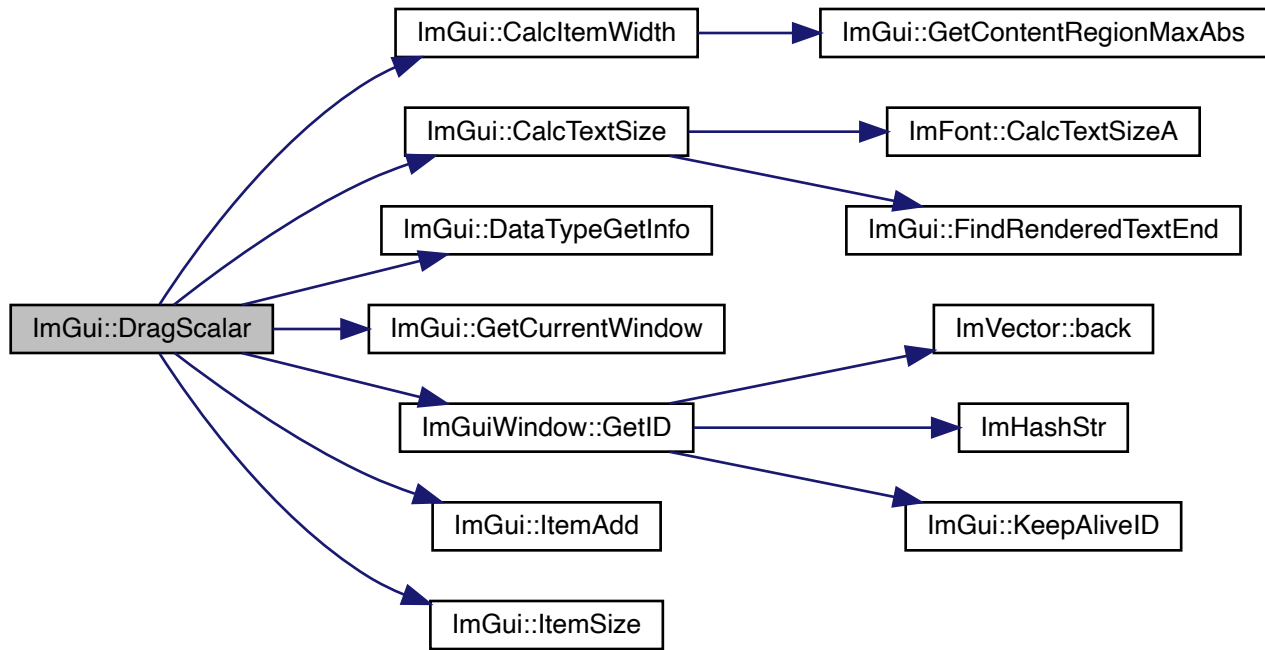 ImGui::DragScalar
ImGui::CalcItemWidth
ImGui::GetContentRegionMaxAbs
ImGui::CalcTextSize
ImFont::CalcTextSizeA
ImGui::FindRenderedTextEnd
ImGui::DataTypeGetInfo
ImGui::GetCurrentWindow
ImGuiWindow::GetID
ImVector::back
ImHashStr
ImGui::KeepAliveID
ImGui::ItemAdd
ImGui::ItemSize